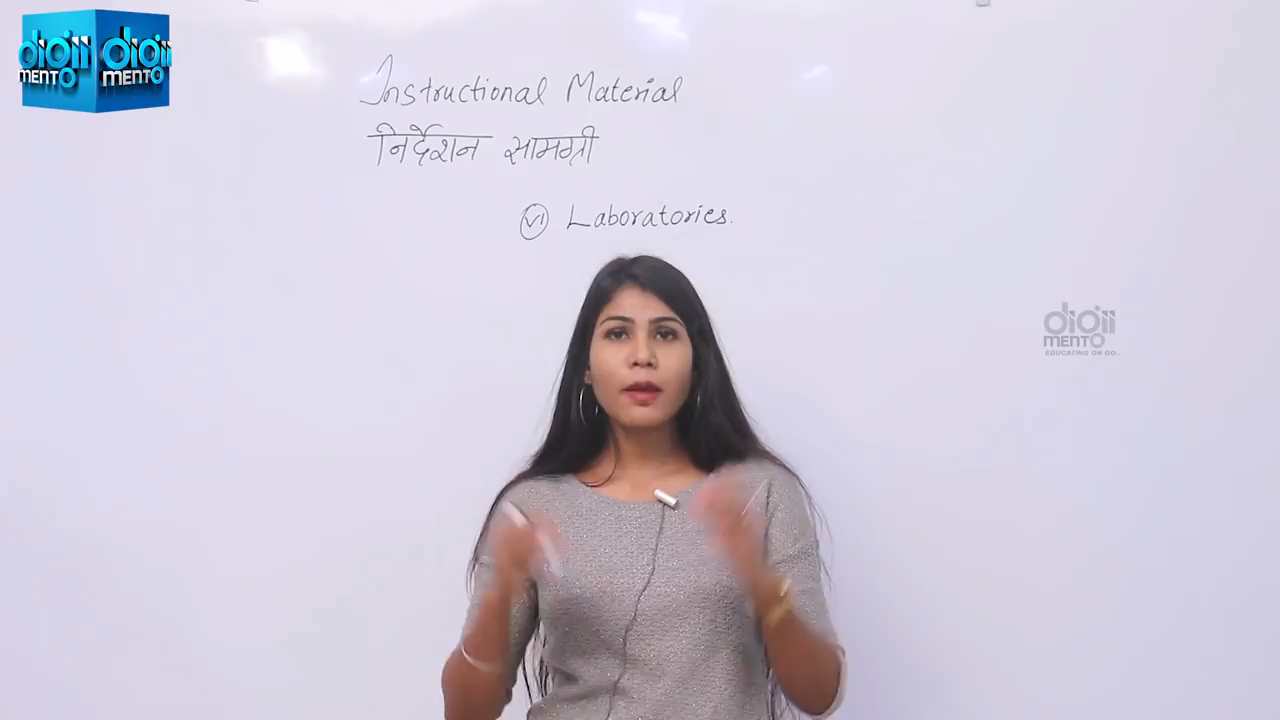 digii digii
MENTO MENTO
Instructional Material
निर्देशन सामग्री
(VI) Laboratories.
digii
MENTO
EDUCATING ON GO...